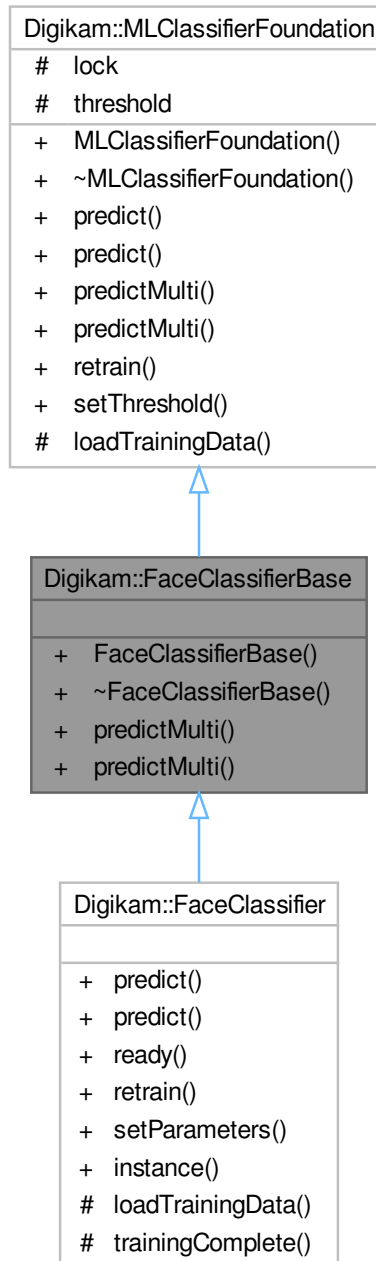 Digikam::MLClassifierFoundation
# lock
# threshold
+ MLClassifierFoundation()
+ ~MLClassifierFoundation()
+ predict()
+ predict()
+ predictMulti()
+ predictMulti()
+ retrain()
+ setThreshold()
# loadTrainingData()
Digikam::FaceClassifierBase
+ FaceClassifierBase()
+ ~FaceClassifierBase()
+ predictMulti()
+ predictMulti()
Digikam::FaceClassifier
+ predict()
+ predict()
+ ready()
+ retrain()
+ setParameters()
+ instance()
# loadTrainingData()
# trainingComplete()